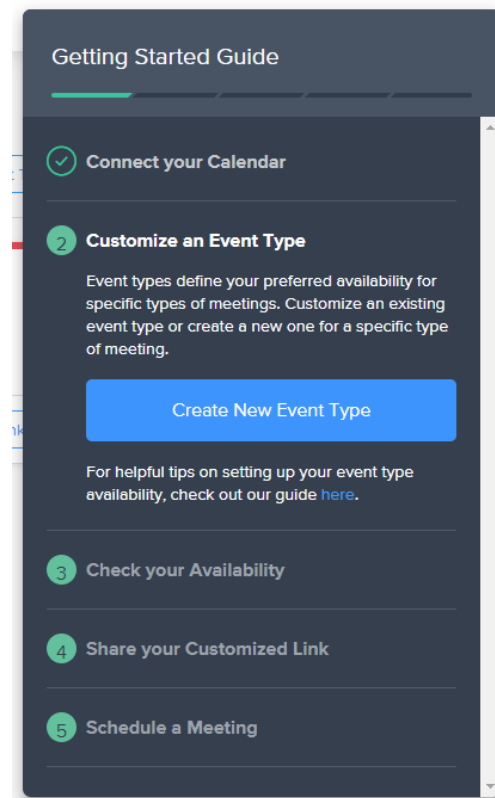 Getting Started Guide
Connect your Calendar
2 Customize an Event Type
Event types define your preferred availability for
specific types of meetings. Customize an existing
event type or create a new one for a specific type
of meeting.
Create New Event Type
For helpful tips on setting up your event type
availability, check out our guide here.
3 Check your Availability
4 Share your Customized Link
5 Schedule a Meeting